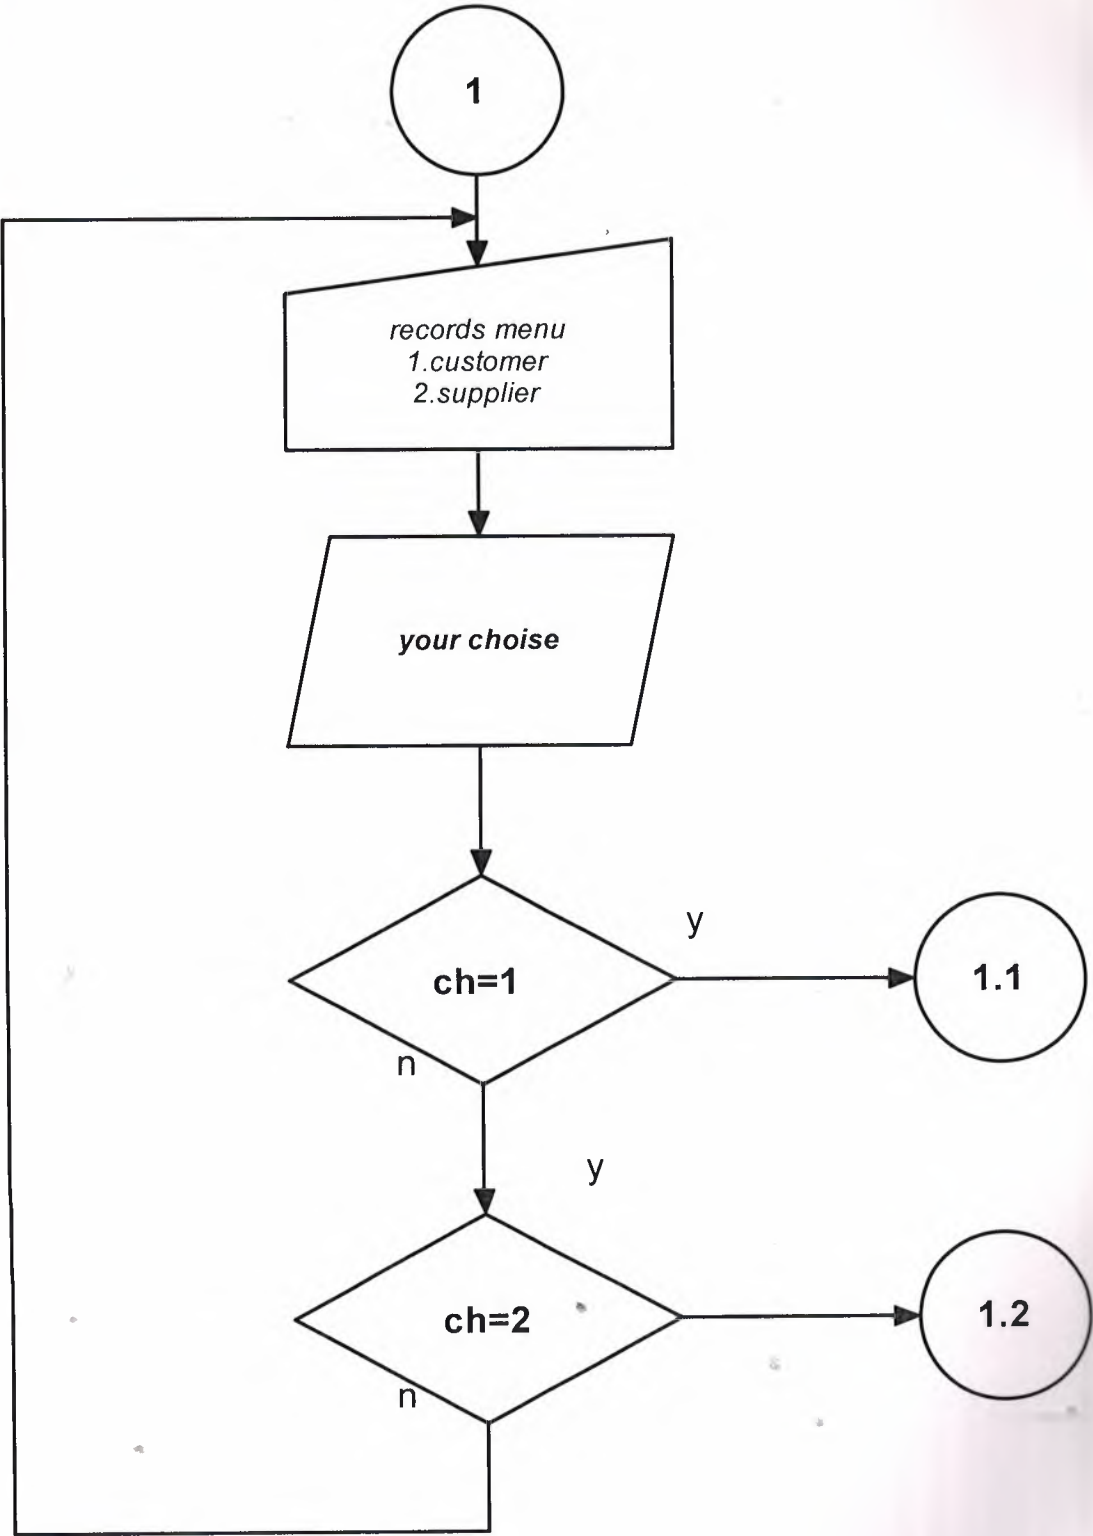 1
records menu
1.customer
2.supplier
your choise
y
ch=1
1.1
n
y
ch=2
1.2
n